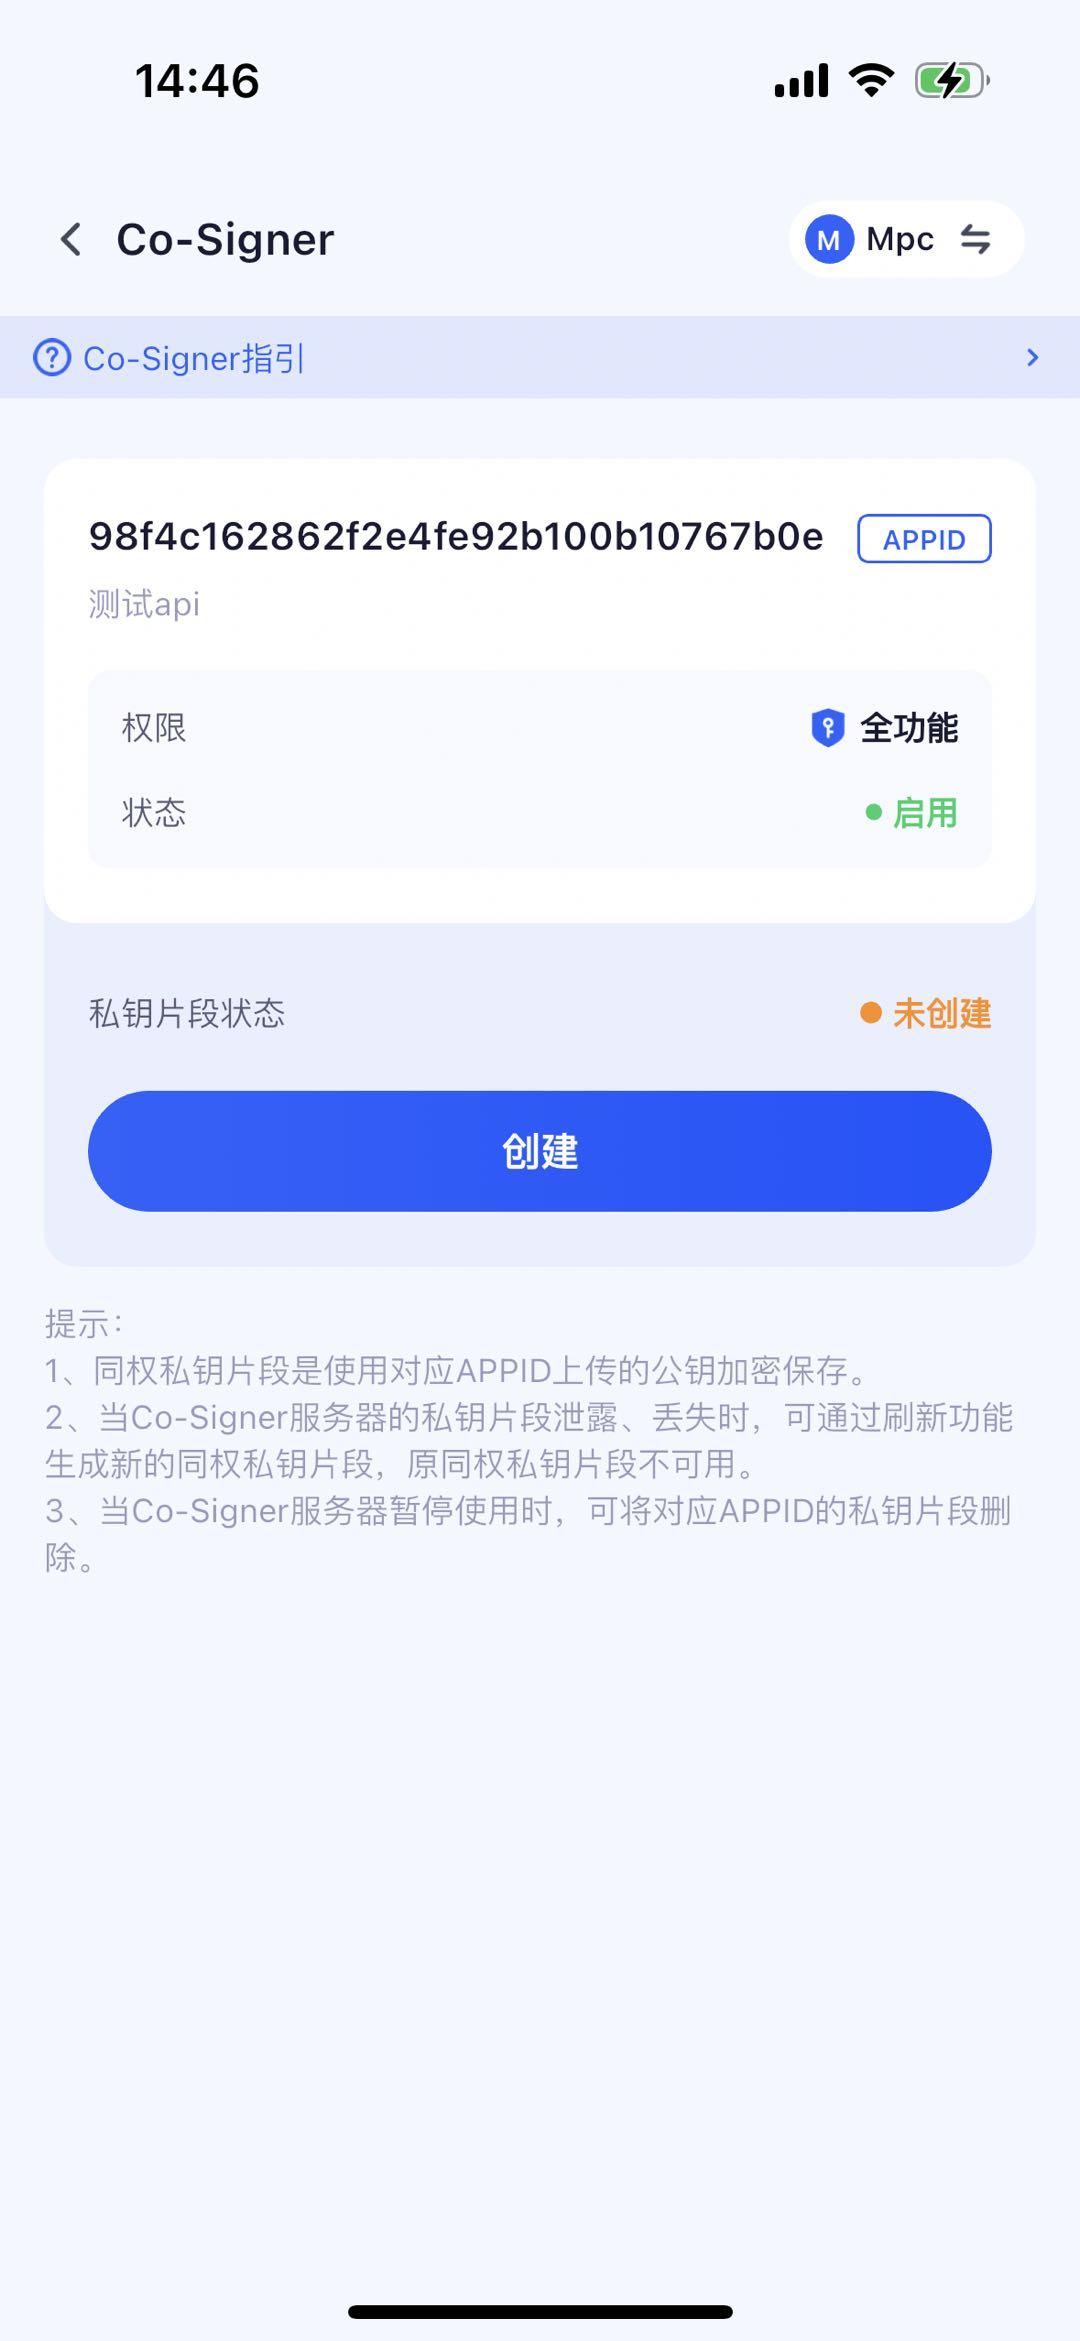 14:46
Co-Signer
M Mpc
Co-Signer指引
98f4c162862f2e4fe92b100b10767b0e APPID
测试api
权限 全功能
状态 启用
私钥片段状态 未创建
创建
提示：
1、同权私钥片段是使用对应APPID上传的公钥加密保存。
2、当Co-Signer服务器的私钥片段泄露、丢失时，可通过刷新功能
生成新的同权私钥片段，原同权私钥片段不可用。
3、当Co-Signer服务器暂停使用时，可将对应APPID的私钥片段删
除。